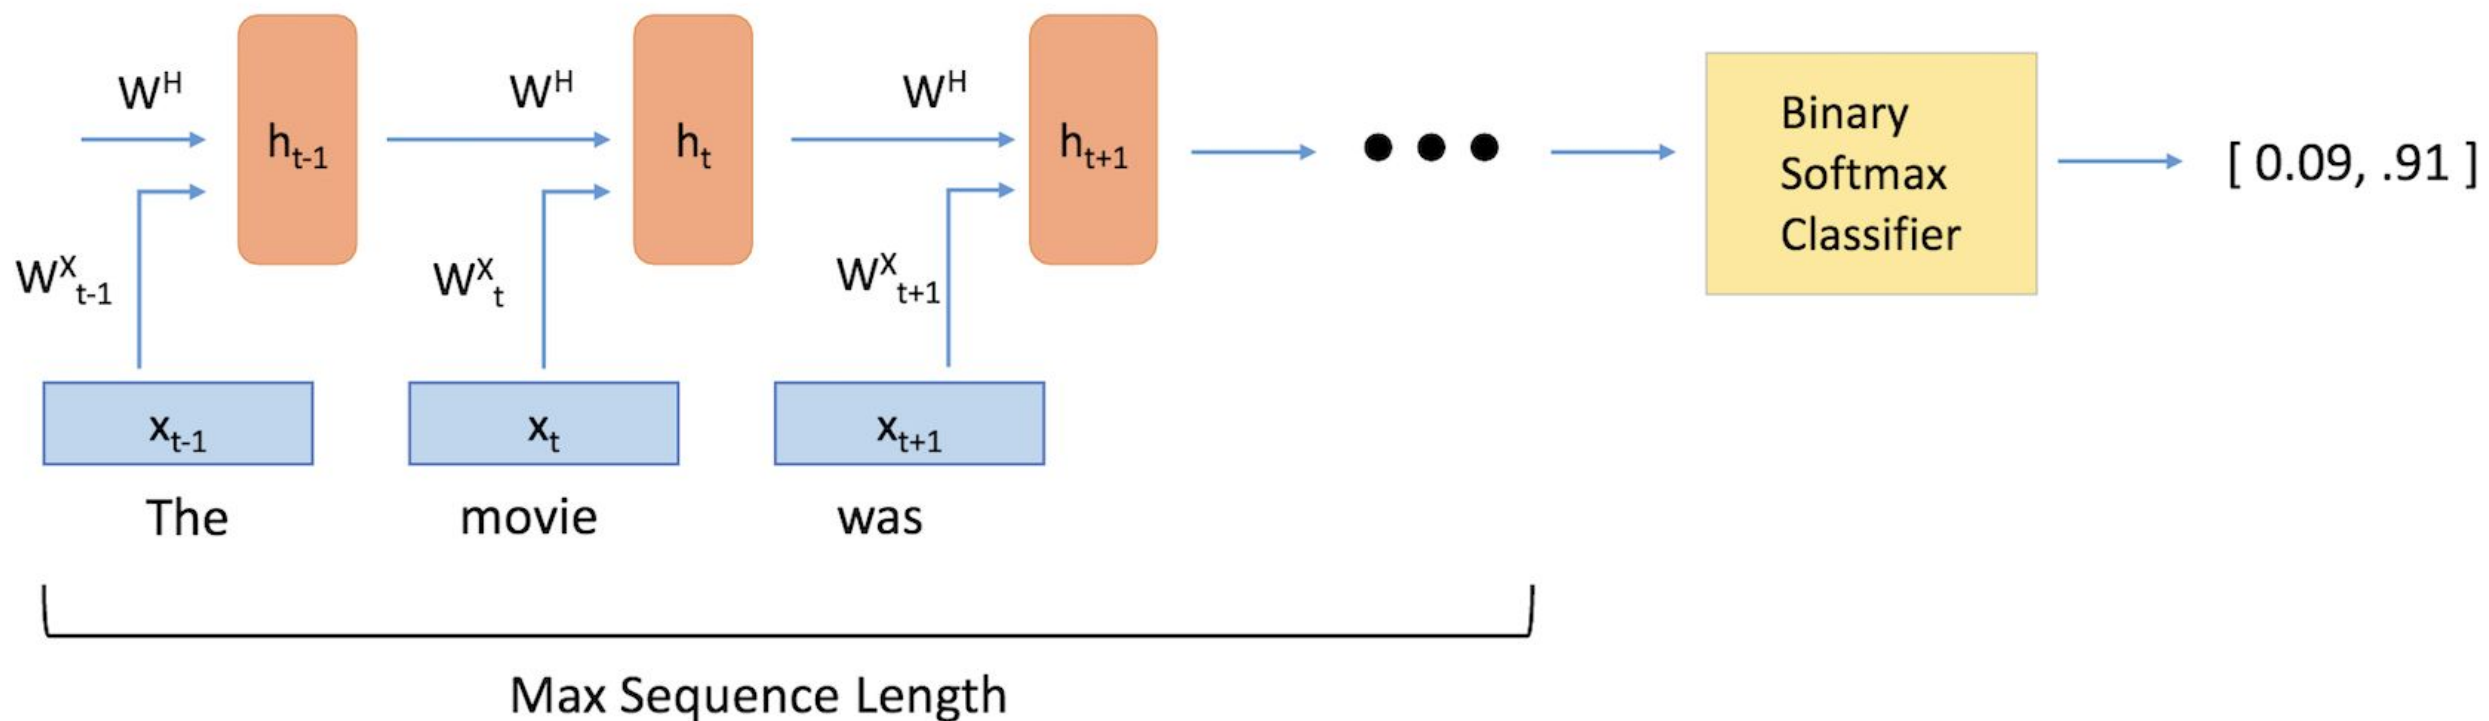 W^H h_t-1 W^H h_t W^H h_t+1
Binary
Softmax
Classifier
[ 0.09, .91 ]
W^X_t-1 W^X_t W^X_t+1
x_t-1 x_t x_t+1
The movie was
Max Sequence Length